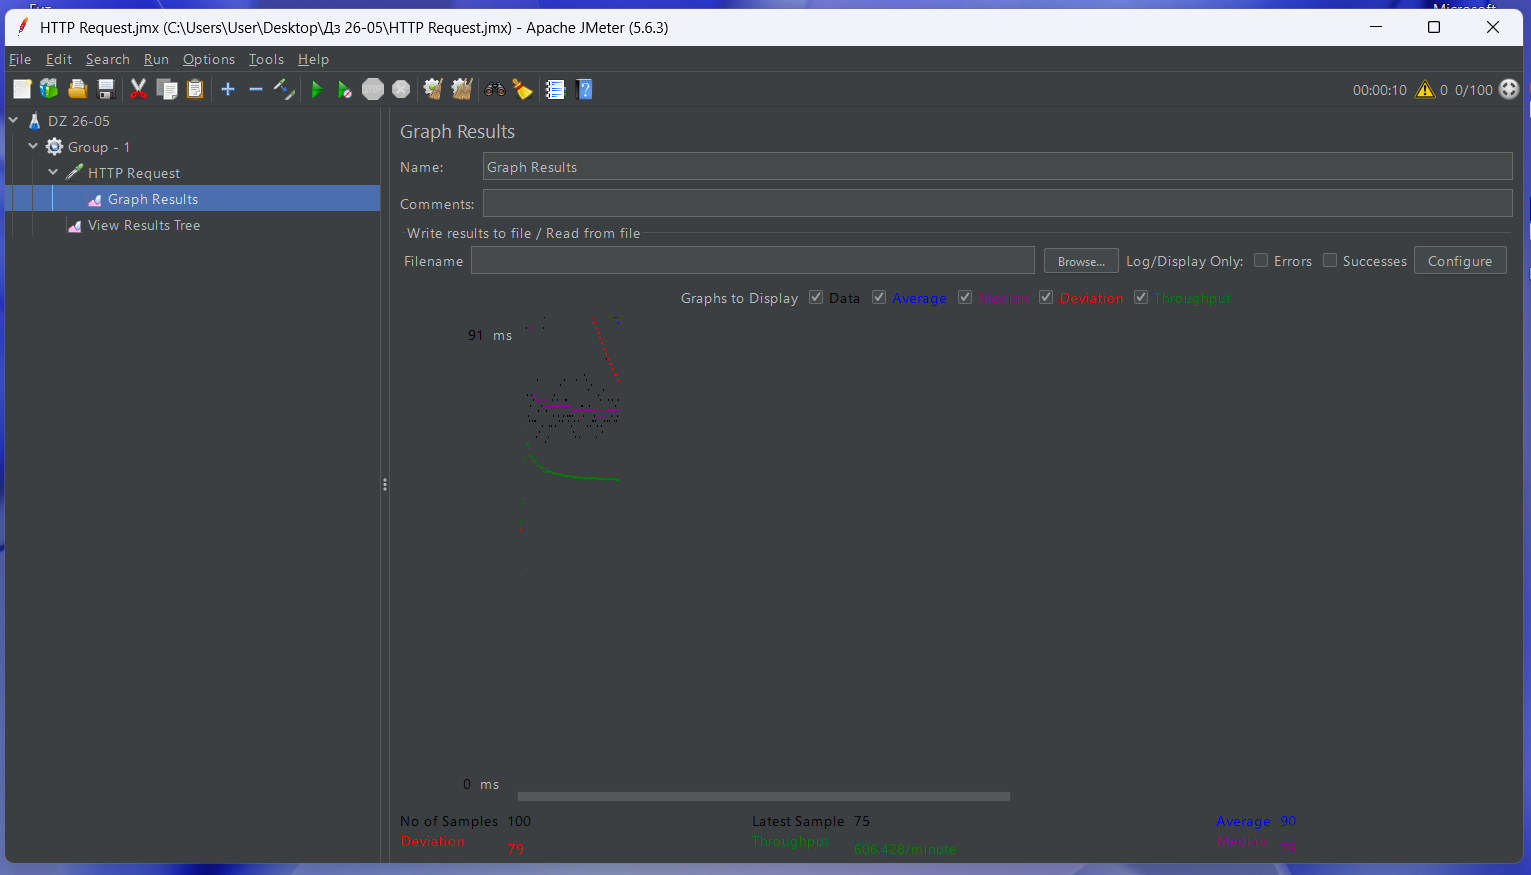 Microsoft
HTTP Request.jmx (C:\Users\User\Desktop\Дз 26-05\HTTP Request.jmx) - Apache JMeter (5.6.3)
File Edit Search Run Options Tools Help
STOP 00:00:10 0 0/100
DZ 26-05
Group - 1
HTTP Request
Graph Results
View Results Tree
Graph Results
Name: Graph Results
Comments:
Write results to file / Read from file
Filename Browse... Log/Display Only: Errors Successes Configure
Graphs to Display Data Average Median Deviation Throughput
91 ms
0 ms
No of Samples 100 Latest Sample 75 Average 90
Deviation 79 Throughput 606.428/minute Median